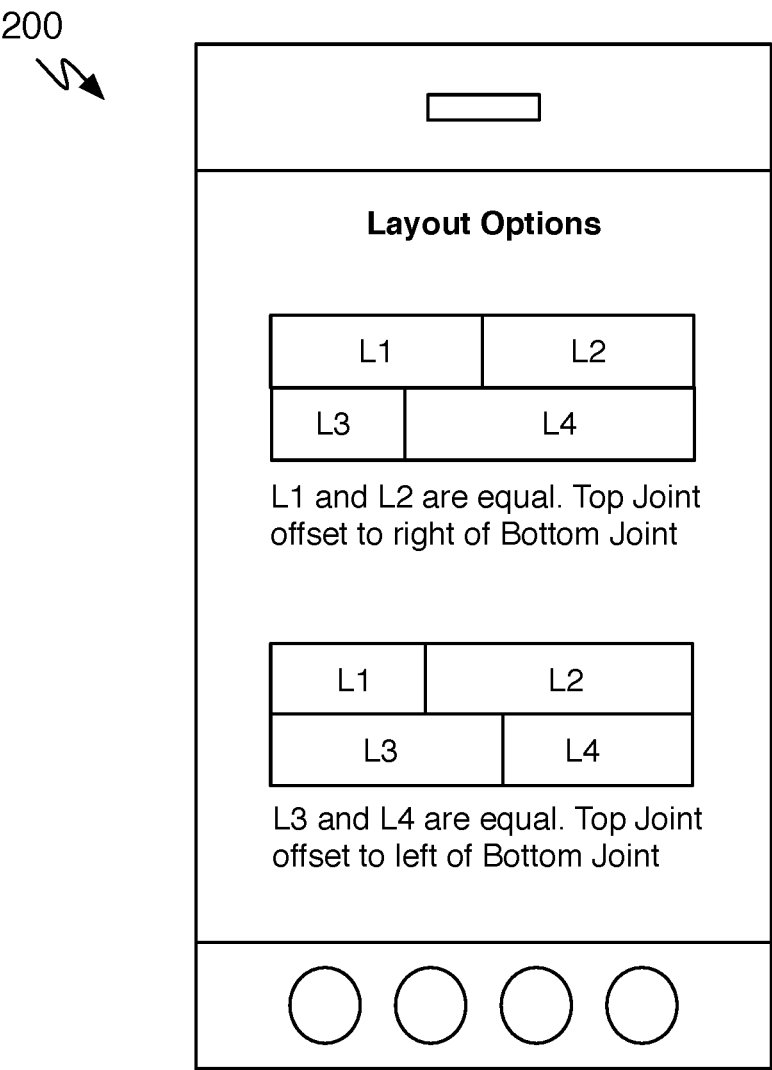 200
Layout Options
L1 L2
L3 L4
L1 and L2 are equal. Top Joint
offset to right of Bottom Joint
L1 L2
L3 L4
L3 and L4 are equal. Top Joint
offset to left of Bottom Joint